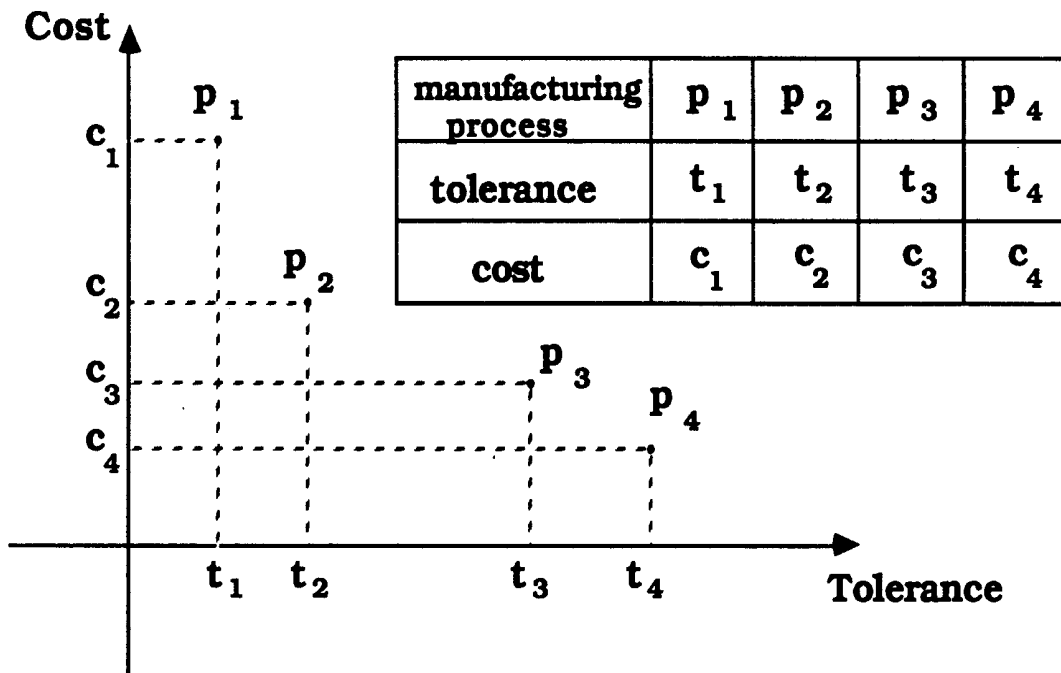 Cost
manufacturing process p₁ p₂ p₃ p₄
tolerance t₁ t₂ t₃ t₄
cost c₁ c₂ c₃ c₄
p₁
c₁
p₂
c₂
p₃
c₃
p₄
c₄
t₁ t₂ t₃ t₄
Tolerance